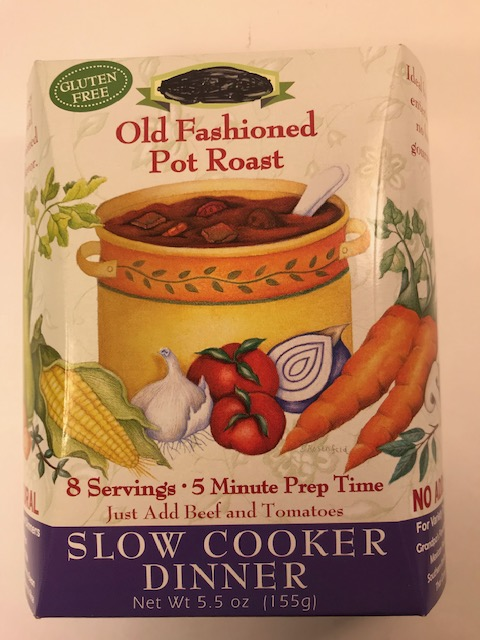 GLUTEN
FREE
Old Fashioned
Pot Roast
8 Servings · 5 Minute Prep Time
Just Add Beef and Tomatoes
SLOW COOKER
DINNER
Net Wt 5.5 oz (155g)
NO
For